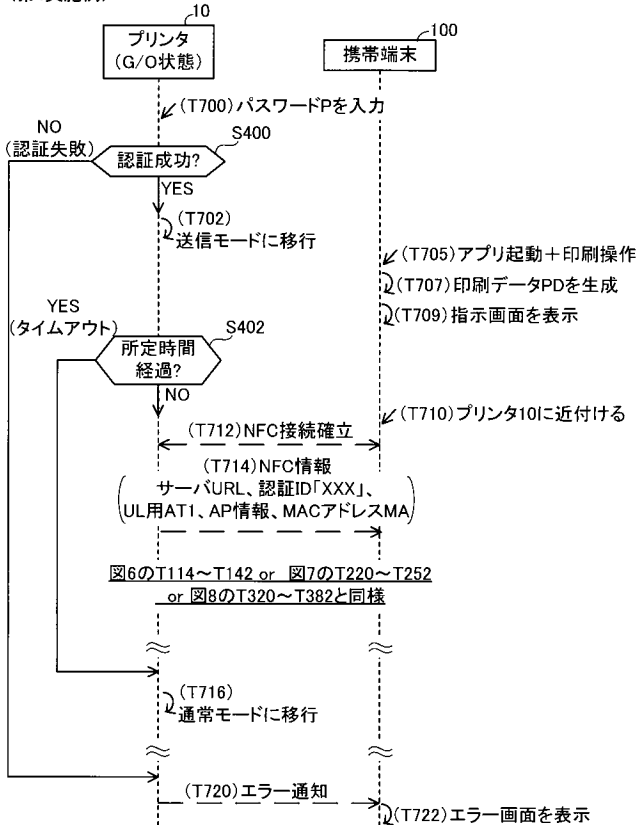 10
プリンタ
(G/O状態)
100
携帯端末
(T700)パスワードPを入力
NO
(認証失敗)
S400
認証成功?
YES
(T702)
送信モードに移行
(T705)アプリ起動+印刷操作
(T707)印刷データPDを生成
(T709)指示画面を表示
YES
(タイムアウト)
S402
所定時間
経過?
NO
(T710)プリンタ10に近付ける
(T712)NFC接続確立
(T714)NFC情報
サーバURL、認証ID「XXX」、
UL用AT1、AP情報、MACアドレスMA
図6のT114~T142 or 図7のT220~T252
or 図8のT320~T382と同様
(T716)
通常モードに移行
(T720)エラー通知
(T722)エラー画面を表示